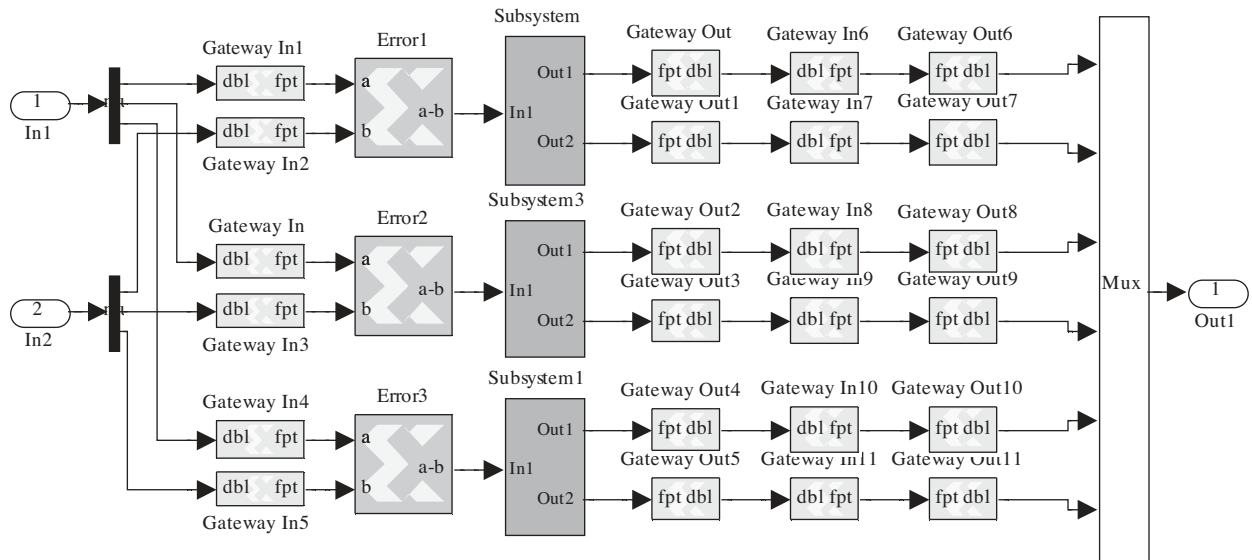 Subsystem
Gateway Out Gateway In6 Gateway Out6
Gateway In1 Error1
dbl fpt a Out1 fpt dbl dbl fpt fpt dbl
1 a-b In1 Gateway Out1 Gateway In7 Gateway Out7
In1 dbl fpt b Out2 fpt dbl dbl fpt fpt dbl
Gateway In2
Subsystem3
Gateway In Error2 Gateway Out2 Gateway In8 Gateway Out8
dbl fpt a Out1 fpt dbl dbl fpt fpt dbl
a-b In1 Gateway Out3 Gateway In9 Gateway Out9 Mux 1
2 dbl fpt b Out2 fpt dbl dbl fpt fpt dbl Out1
In2 Gateway In3
Subsystem1
Gateway In4 Error3 Gateway Out4 Gateway In10 Gateway Out10
dbl fpt a Out1 fpt dbl dbl fpt fpt dbl
a-b In1 Gateway Out5 Gateway In11 Gateway Out11
dbl fpt b Out2 fpt dbl dbl fpt fpt dbl
Gateway In5